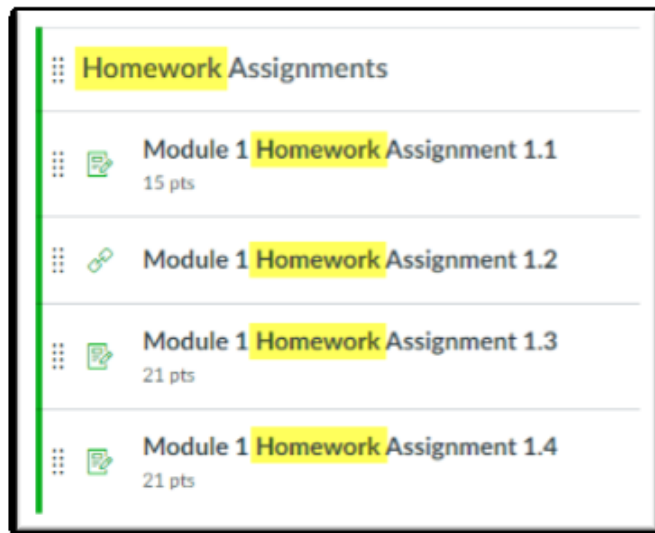 Homework Assignments
Module 1 Homework Assignment 1.1
15 pts
Module 1 Homework Assignment 1.2
Module 1 Homework Assignment 1.3
21 pts
Module 1 Homework Assignment 1.4
21 pts